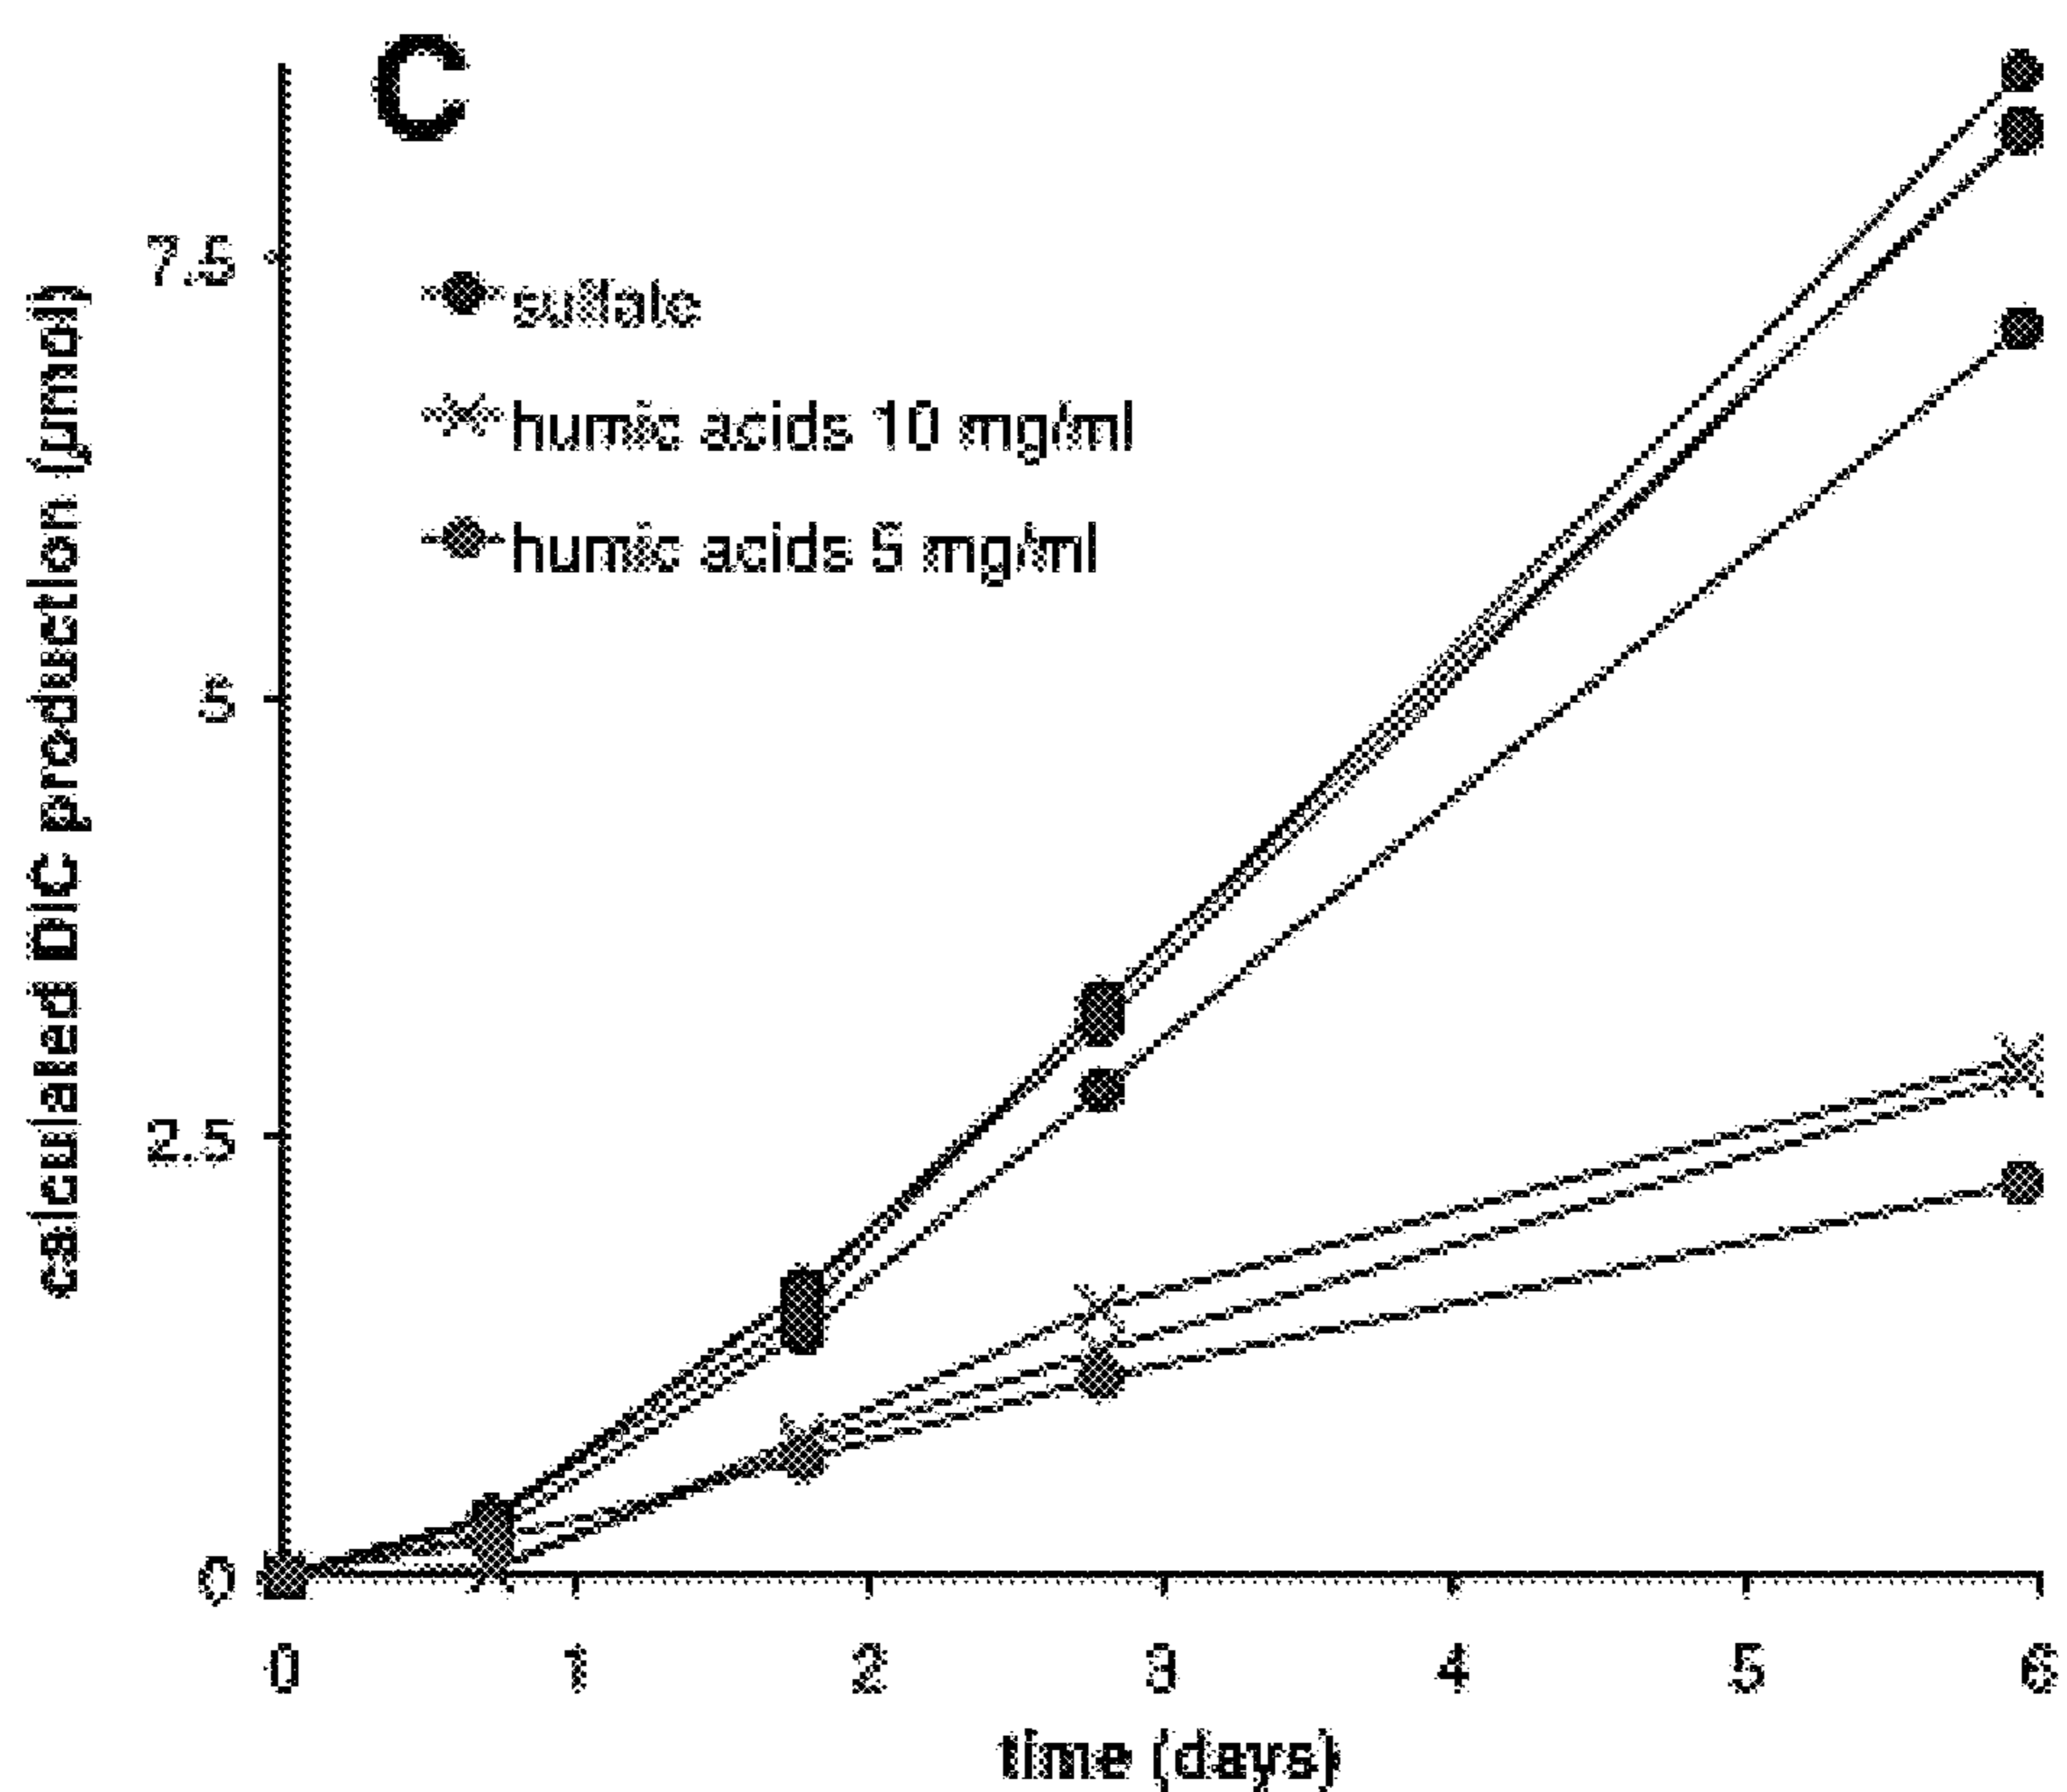 C
calculated DIC production (µmol)
7.5
5
2.5
0
sulfate
humic acids 10 mg/ml
humic acids 5 mg/ml
0 1 2 3 4 5 6
time (days)